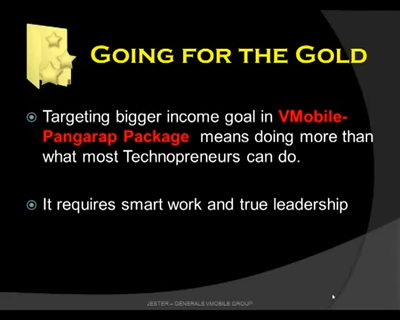 GOING FOR THE GOLD
Targeting bigger income goal in VMobile-
Pangarap Package means doing more than
what most Technopreneurs can do.
It requires smart work and true leadership
JESTER – GENERALS VMOBILE GROUP